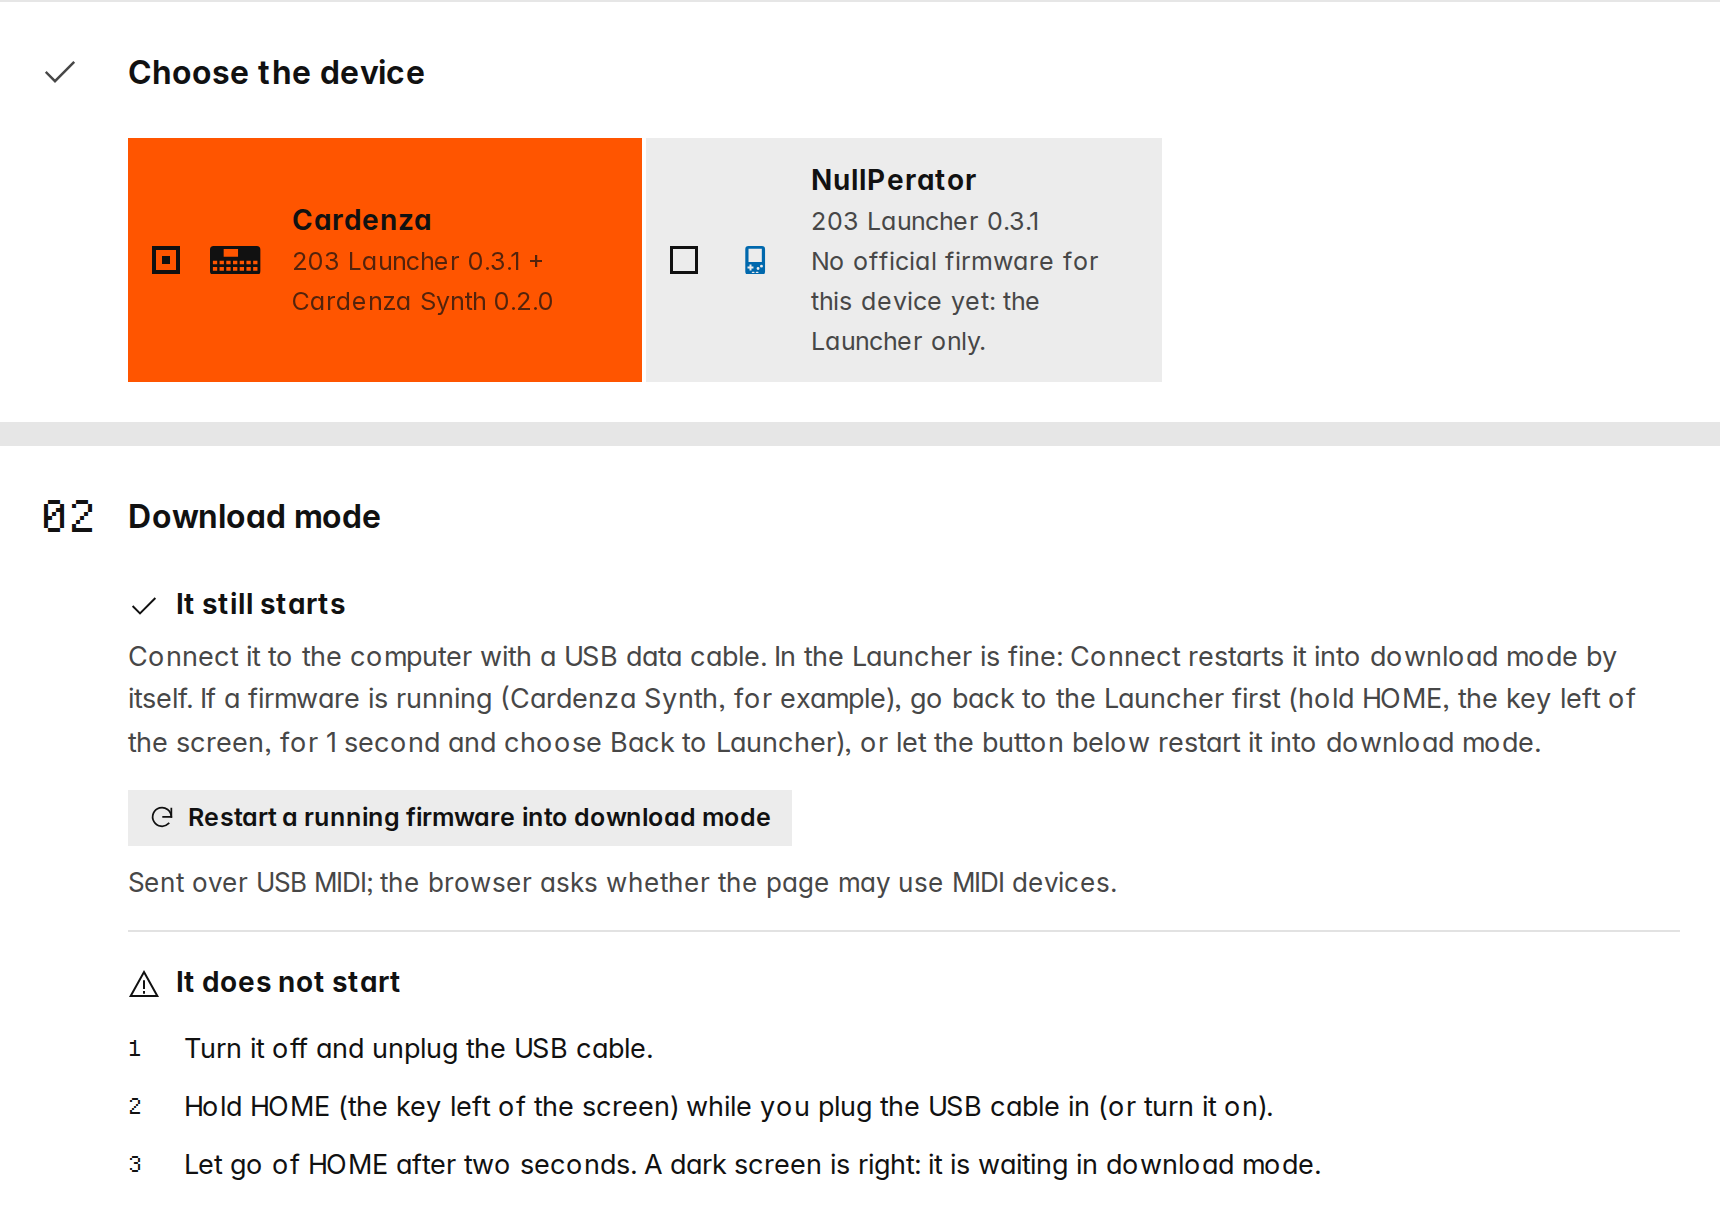 Choose the device
Cardenza
203 Launcher 0.3.1 +
Cardenza Synth 0.2.0
NullPerator
203 Launcher 0.3.1
No official firmware for
this device yet: the
Launcher only.
02 Download mode
It still starts
Connect it to the computer with a USB data cable. In the Launcher is fine: Connect restarts it into download mode by
itself. If a firmware is running (Cardenza Synth, for example), go back to the Launcher first (hold HOME, the key left of
the screen, for 1 second and choose Back to Launcher), or let the button below restart it into download mode.
Restart a running firmware into download mode
Sent over USB MIDI; the browser asks whether the page may use MIDI devices.
It does not start
1 Turn it off and unplug the USB cable.
2 Hold HOME (the key left of the screen) while you plug the USB cable in (or turn it on).
3 Let go of HOME after two seconds. A dark screen is right: it is waiting in download mode.